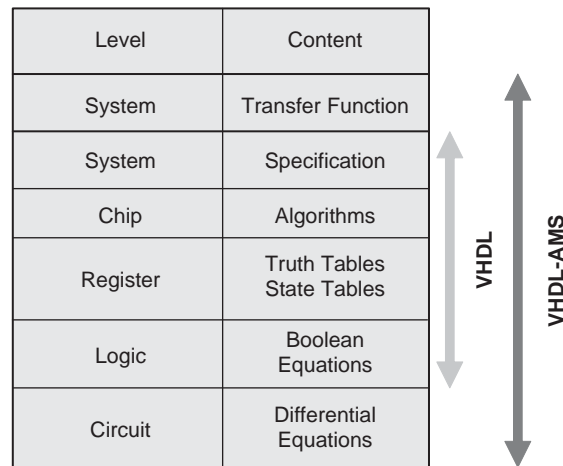 Level Content
System Transfer Function
System Specification
Chip Algorithms
Register Truth Tables
State Tables
Logic Boolean
Equations
Circuit Differential
Equations
VHDL
VHDL-AMS